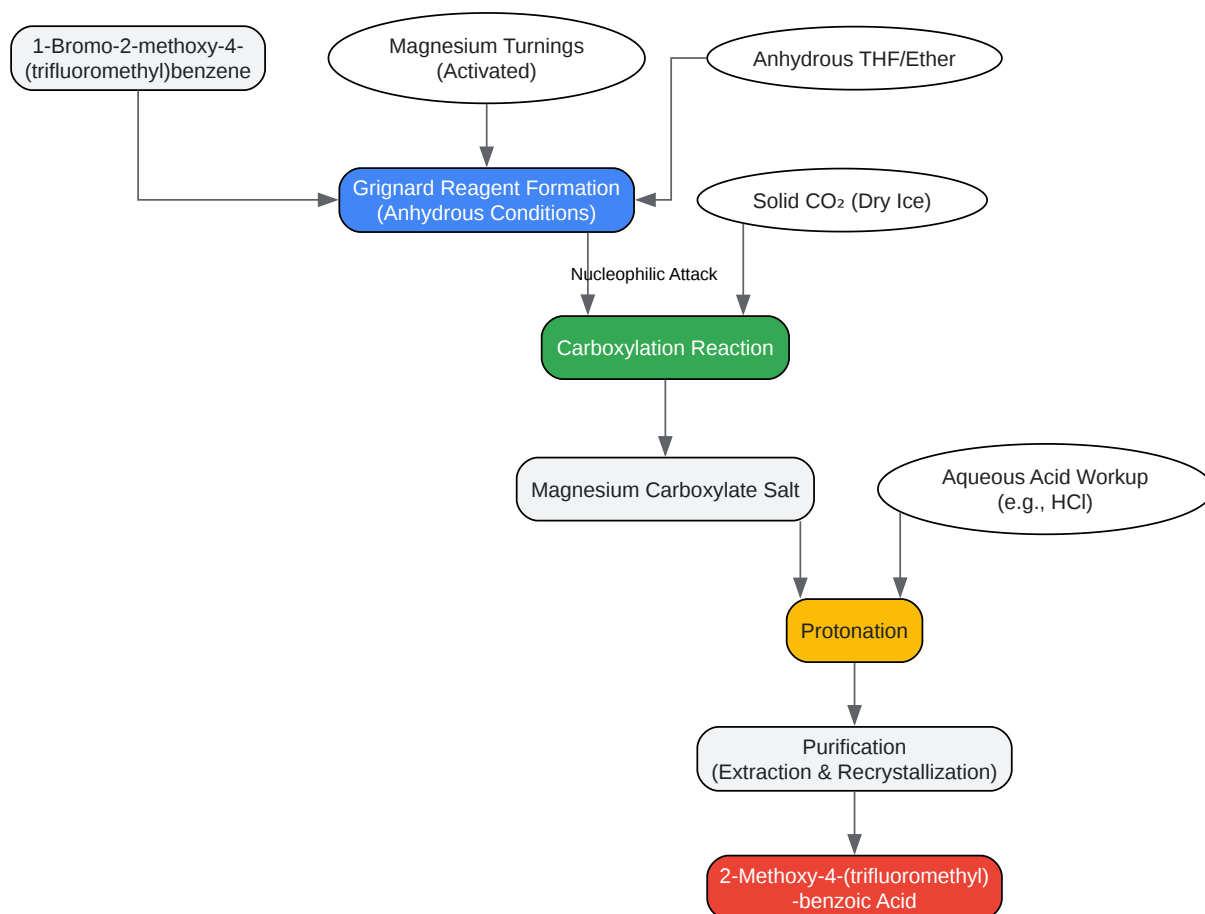 1-Bromo-2-methoxy-4-
(trifluoromethyl)benzene
Magnesium Turnings
(Activated)
Anhydrous THF/Ether
Grignard Reagent Formation
(Anhydrous Conditions)
Solid CO₂ (Dry Ice)
Nucleophilic Attack
Carboxylation Reaction
Magnesium Carboxylate Salt
Aqueous Acid Workup
(e.g., HCl)
Protonation
Purification
(Extraction & Recrystallization)
2-Methoxy-4-(trifluoromethyl)
-benzoic Acid